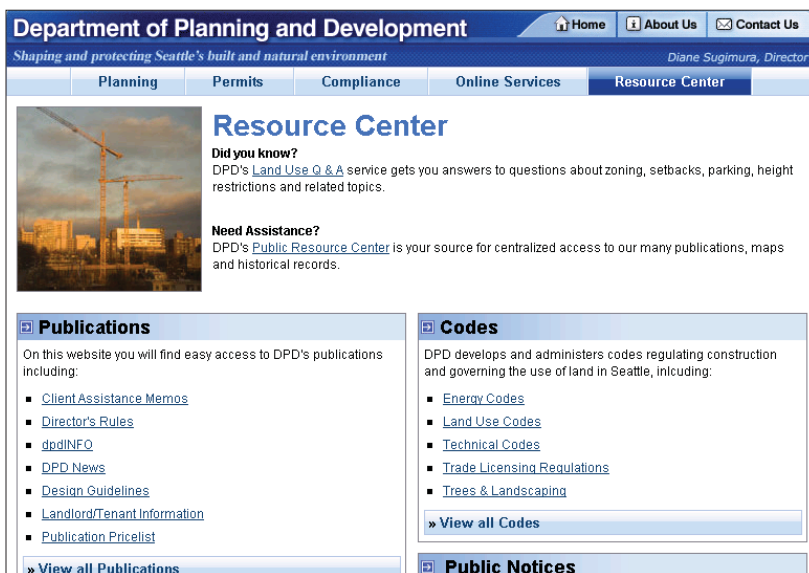 Department of Planning and Development
Home
About Us
Contact Us
Shaping and protecting Seattle's built and natural environment
Diane Sugimura, Director
Planning
Permits
Compliance
Online Services
Resource Center
Resource Center
Did you know?
DPD's Land Use Q & A service gets you answers to questions about zoning, setbacks, parking, height
restrictions and related topics.
Need Assistance?
DPD's Public Resource Center is your source for centralized access to our many publications, maps
and historical records.
Publications
On this website you will find easy access to DPD's publications
including:
Client Assistance Memos
Director's Rules
dpdINFO
DPD News
Design Guidelines
Landlord/Tenant Information
Publication Pricelist
» View all Publications
Codes
DPD develops and administers codes regulating construction
and governing the use of land in Seattle, inlcuding:
Energy Codes
Land Use Codes
Technical Codes
Trade Licensing Regulations
Trees & Landscaping
» View all Codes
Public Notices